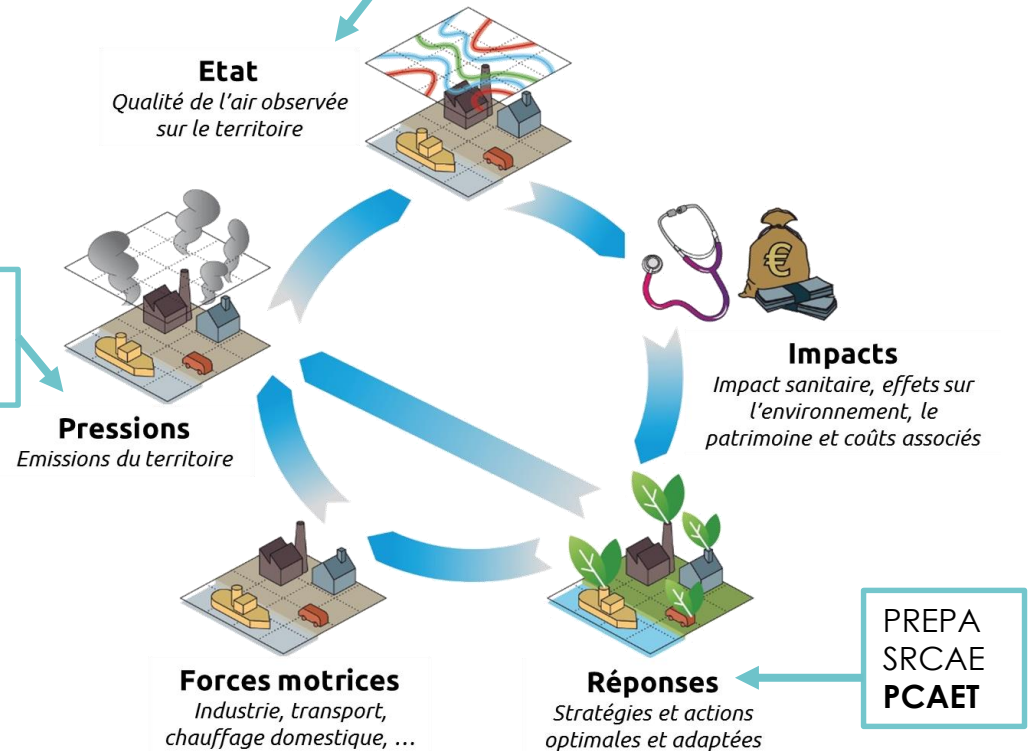 Etat
Qualité de l'air observée
sur le territoire
€
Impacts
Impact sanitaire, effets sur
l'environnement, le
patrimoine et coûts associés
Pressions
Emissions du territoire
Forces motrices
Industrie, transport,
chauffage domestique, ...
Réponses
Stratégies et actions
optimales et adaptées
PREPA
SRCAE
PCAET